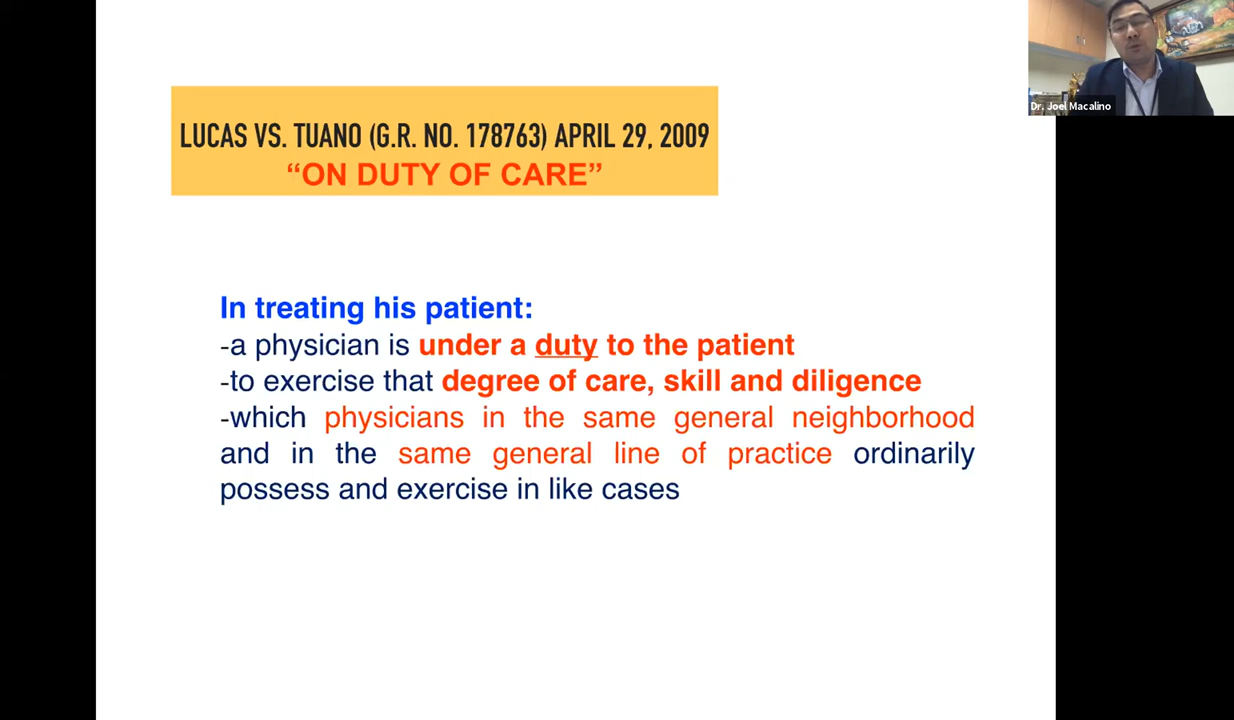 LUCAS VS. TUANO (G.R. NO. 178763) APRIL 29, 2009
“ON DUTY OF CARE”
Dr. Joel Macalino
In treating his patient:
-a physician is under a duty to the patient
-to exercise that degree of care, skill and diligence
-which physicians in the same general neighborhood
and in the same general line of practice ordinarily
possess and exercise in like cases